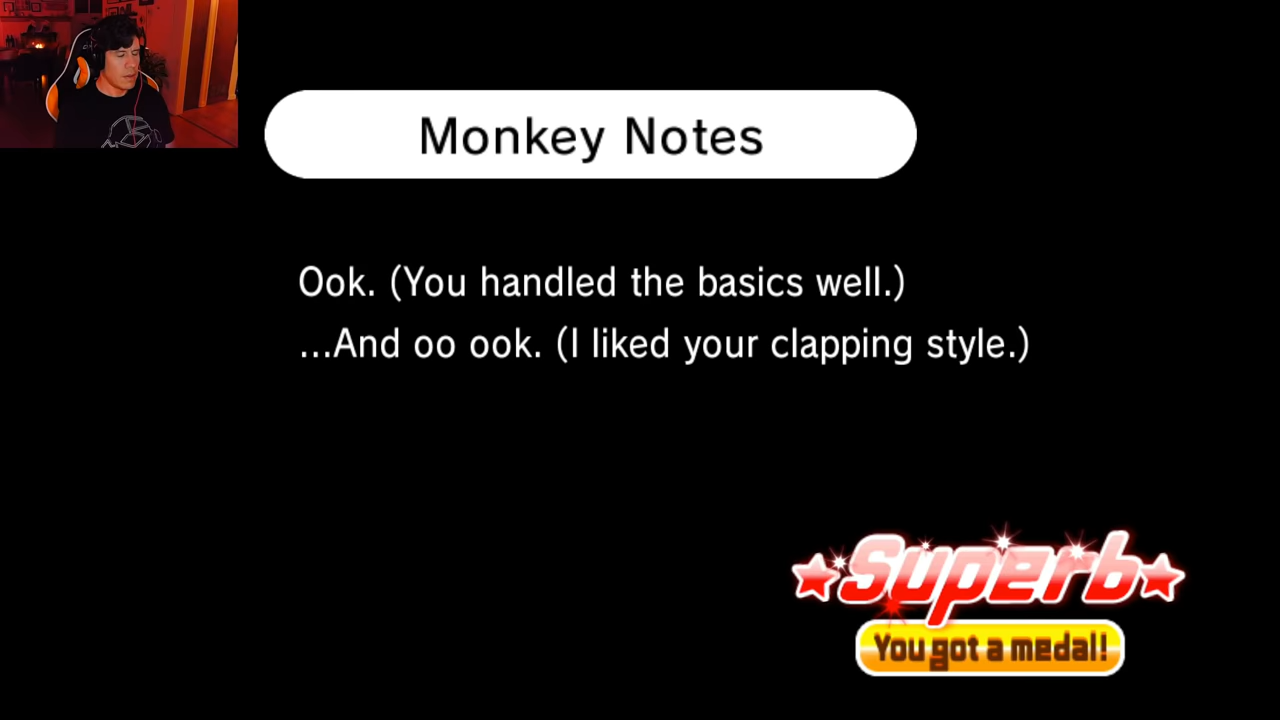 Monkey Notes
Ook. (You handled the basics well.)
...And oo ook. (I liked your clapping style.)
Superb
You got a medal!